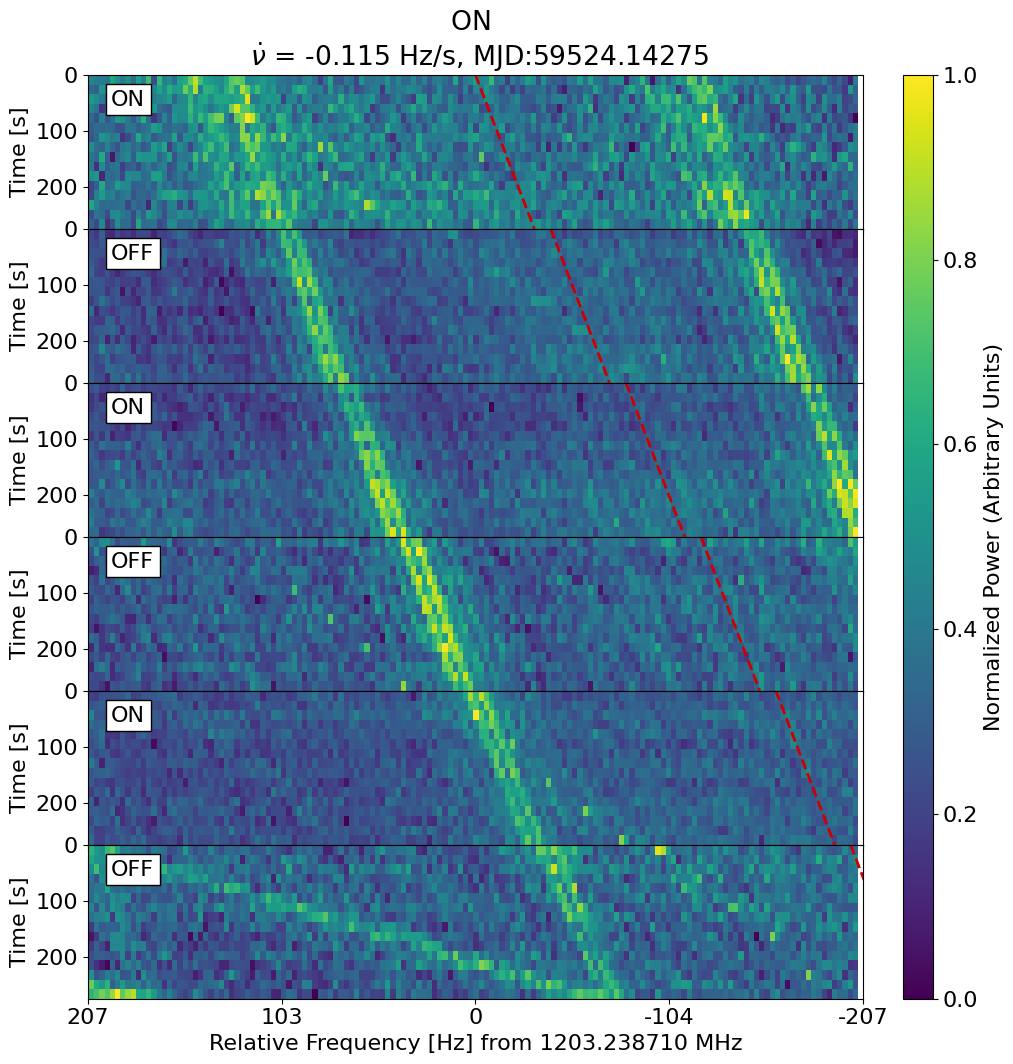 ON
ν̇ = -0.115 Hz/s, MJD:59524.14275
0
ON
100
Time [s]
200
0
OFF
100
Time [s]
200
0
ON
100
Time [s]
200
0
OFF
100
Time [s]
200
0
ON
100
Time [s]
200
0
OFF
100
Time [s]
200
207 103 0 -104 -207
Relative Frequency [Hz] from 1203.238710 MHz
1.0
0.8
0.6
0.4
0.2
0.0
Normalized Power (Arbitrary Units)